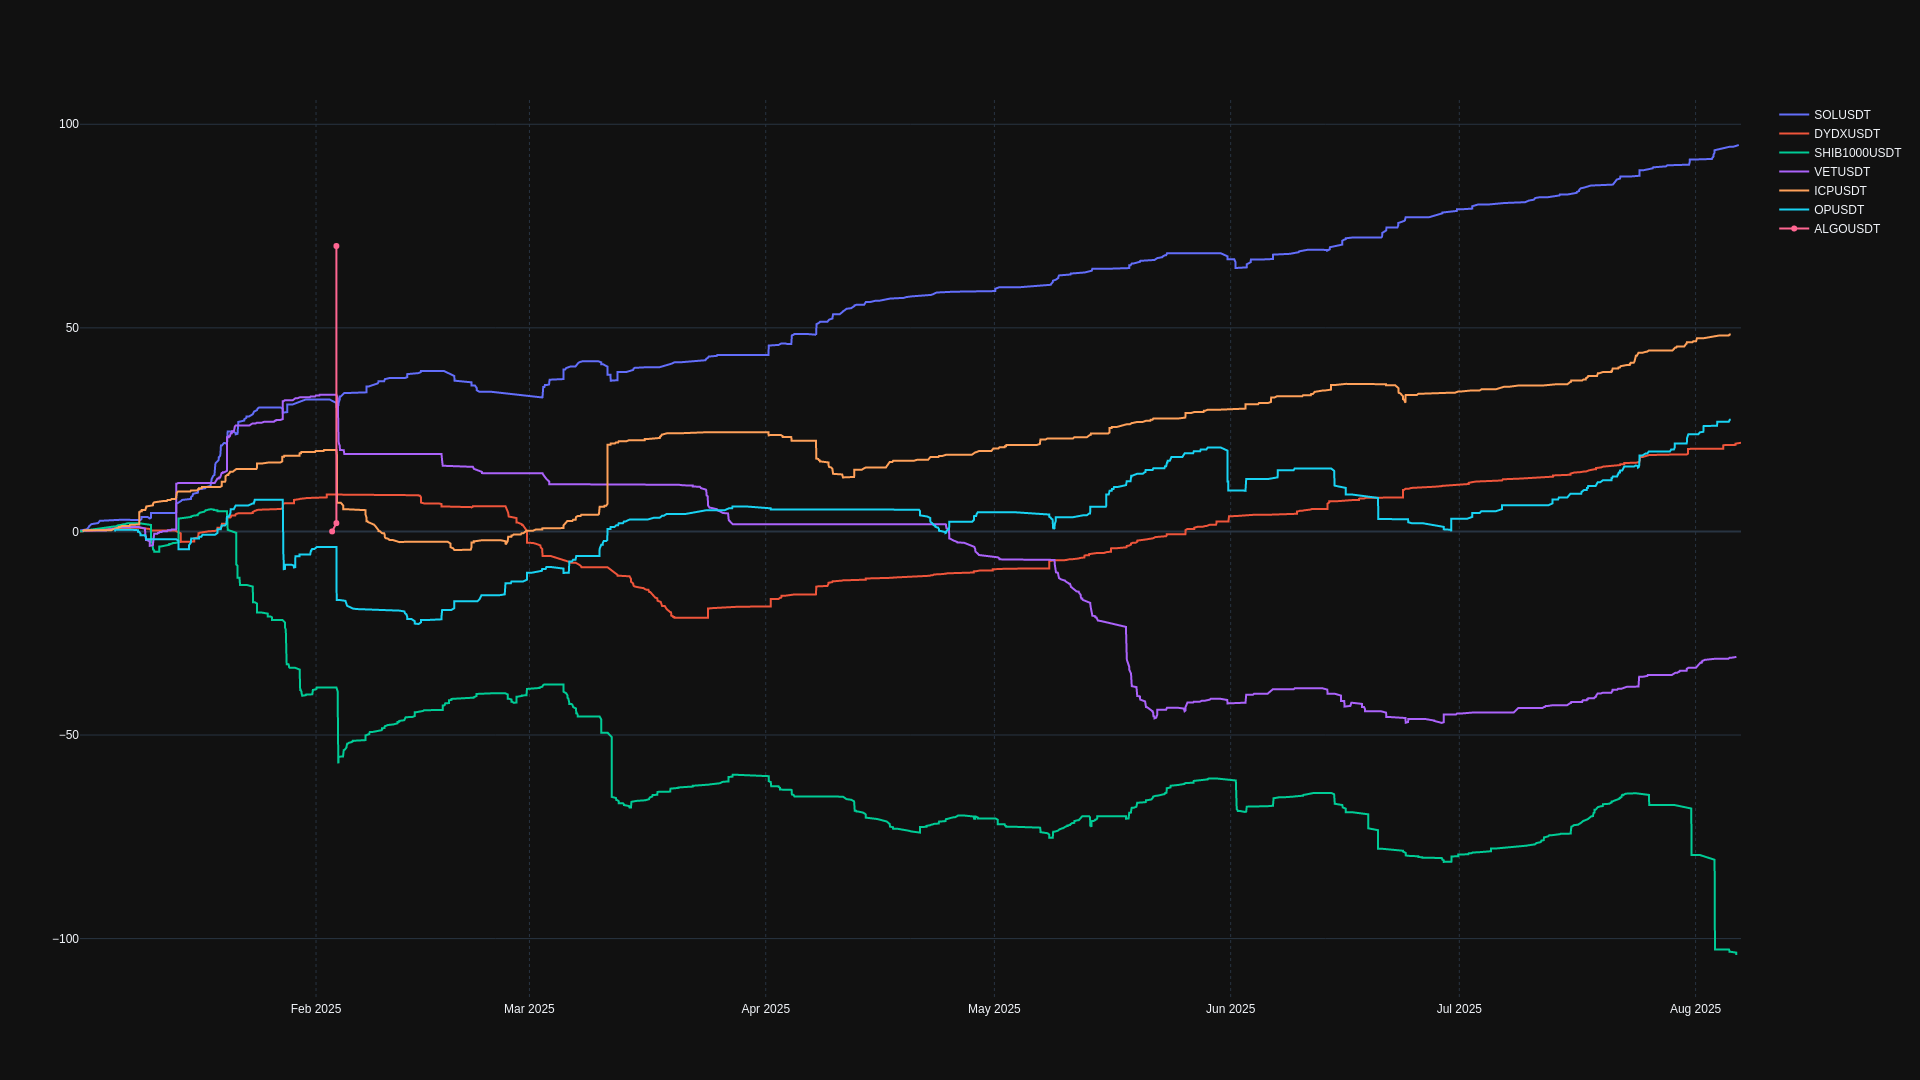 100
50
0
−50
−100
Feb 2025
Mar 2025
Apr 2025
May 2025
Jun 2025
Jul 2025
Aug 2025
SOLUSDT
DYDXUSDT
SHIB1000USDT
VETUSDT
ICPUSDT
OPUSDT
ALGOUSDT